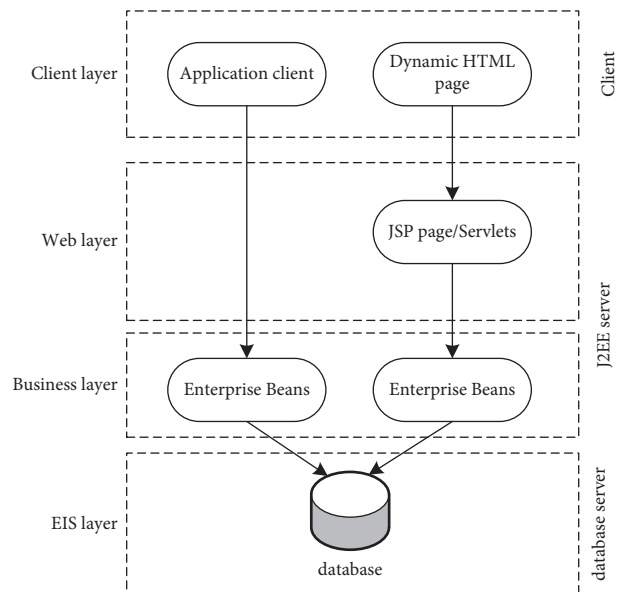 Client layer
Application client
Dynamic HTML
page
Client
Web layer
JSP page/Servlets
J2EE server
Business layer
Enterprise Beans
Enterprise Beans
EIS layer
database
database server